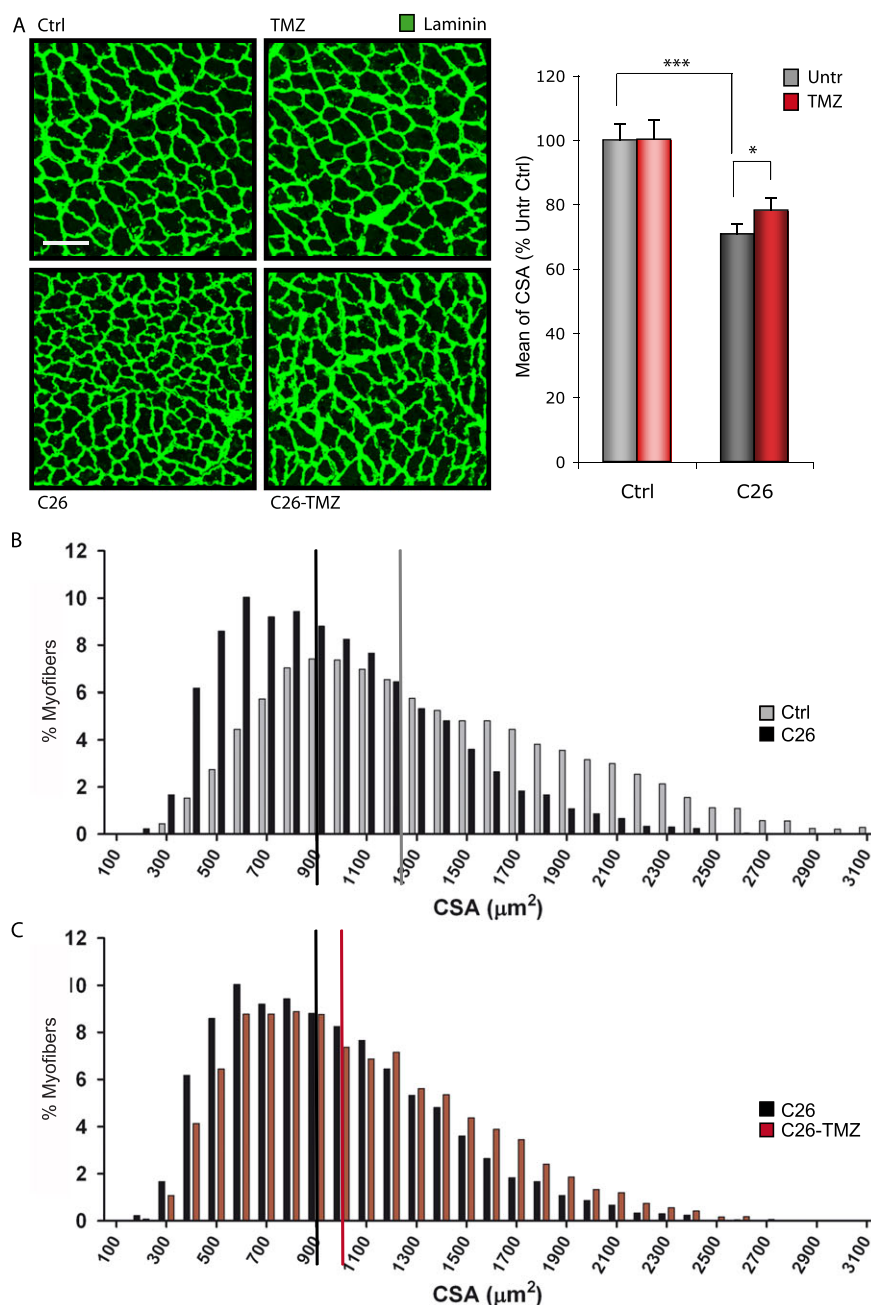 A
Ctrl
TMZ
Laminin
C26
C26-TMZ
Mean of CSA (% Untr Ctrl)
120
100
80
60
40
20
0
***
*
Untr
TMZ
Ctrl
C26
B
% Myofibers
12
10
8
6
4
2
0
Ctrl
C26
100 300 500 700 900 1100 1300 1500 1700 1900 2100 2300 2500 2700 2900 3100
CSA (μm²)
C
% Myofibers
12
10
8
6
4
2
0
C26
C26-TMZ
100 300 500 700 900 1100 1300 1500 1700 1900 2100 2300 2500 2700 2900 3100
CSA (μm²)